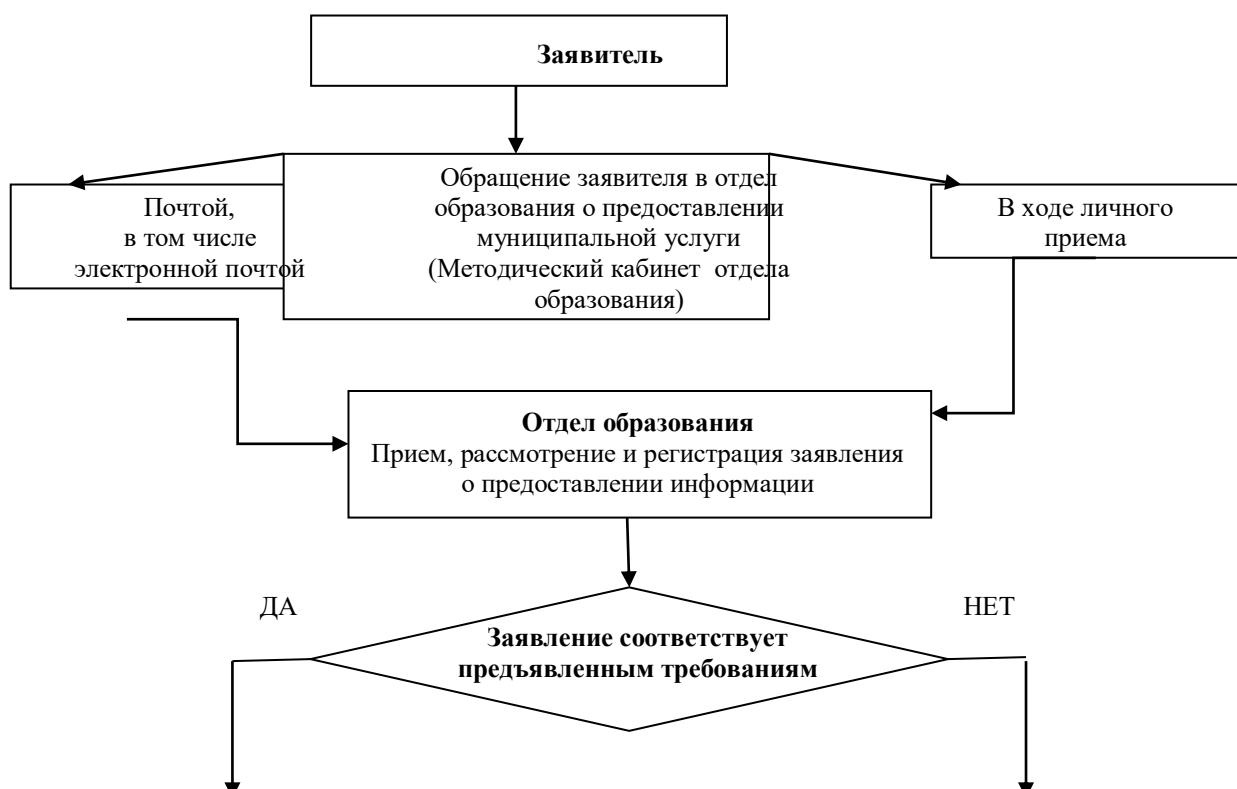 Заявитель
Почтой,
в том числе
электронной почтой
Обращение заявителя в отдел
образования о предоставлении
муниципальной услуги
(Методический кабинет отдела
образования)
В ходе личного
приема
Отдел образования
Прием, рассмотрение и регистрация заявления
о предоставлении информации
ДА
НЕТ
Заявление соответствует
предъявленным требованиям